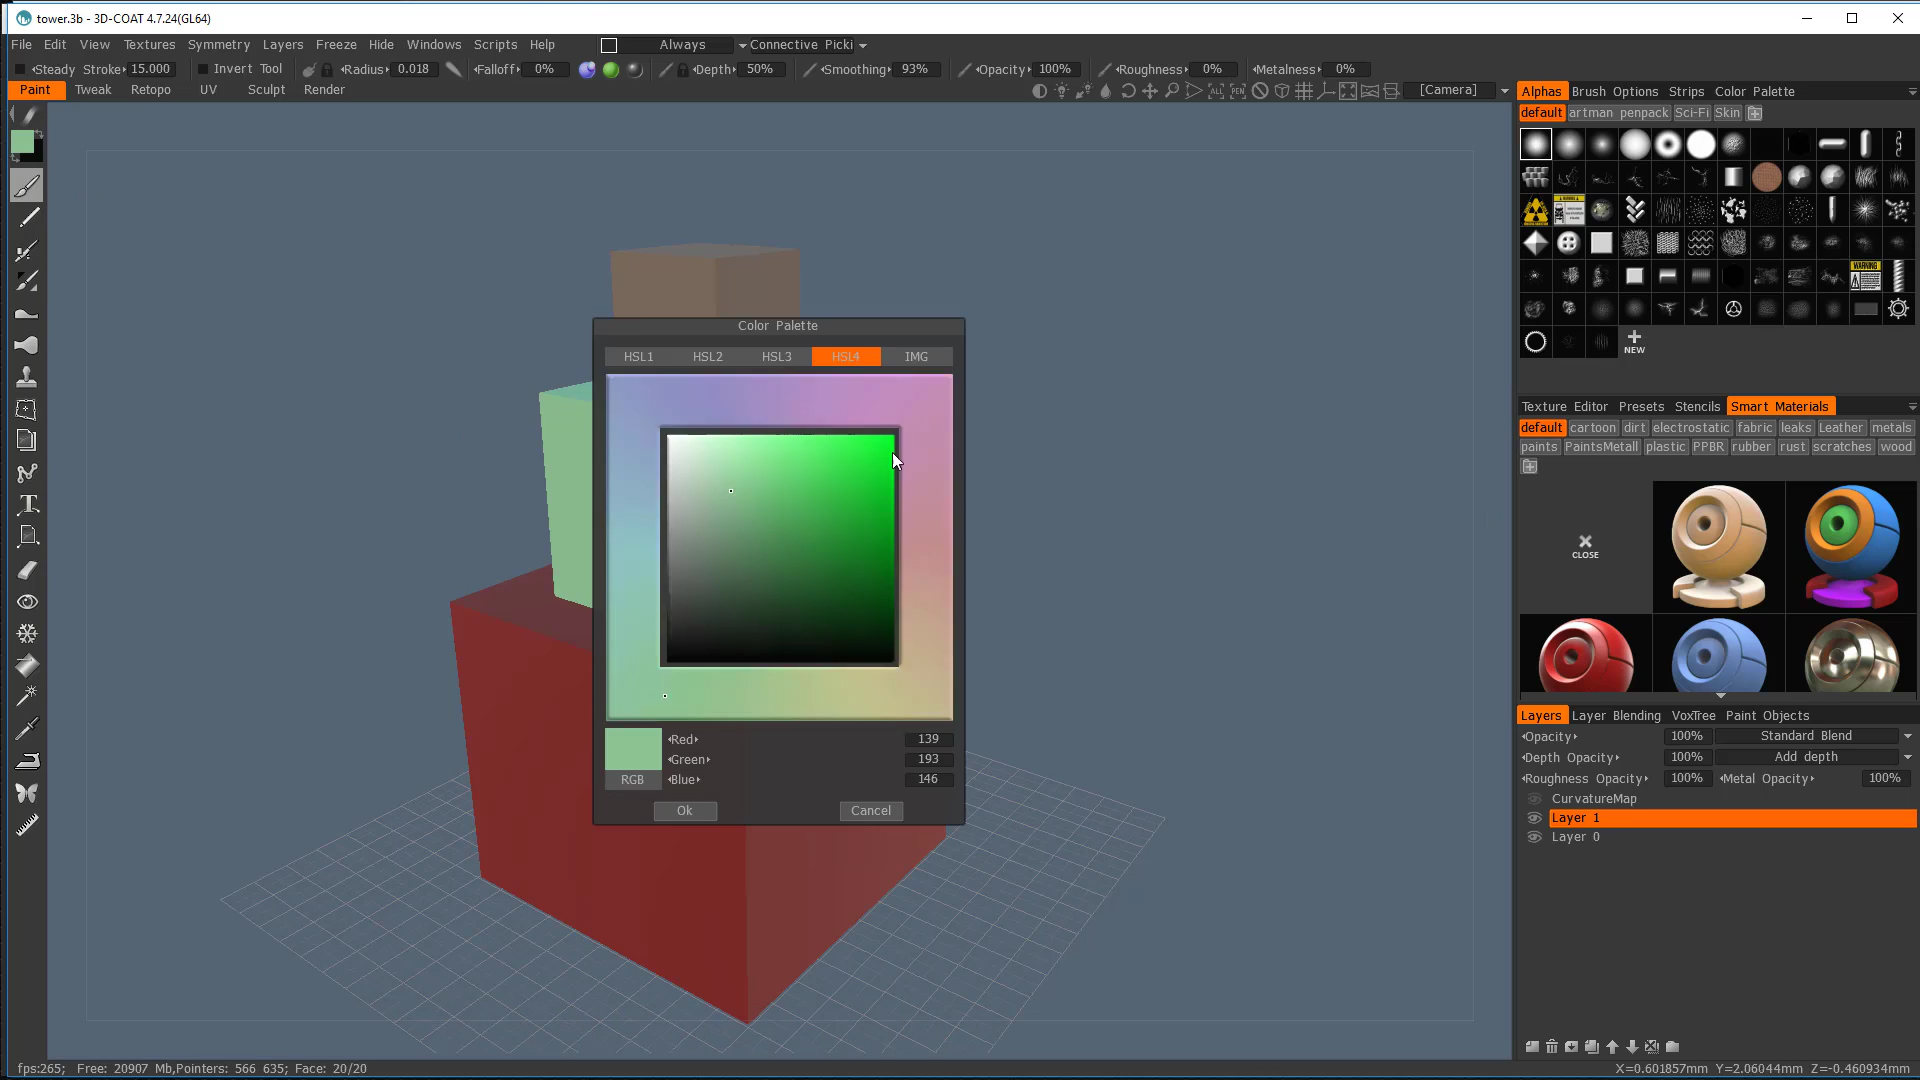 tower.3b - 3D-COAT 4.7.24(GL64)
File Edit View Textures Symmetry Layers Freeze Hide Windows Scripts Help Always Connective Picki
Steady Stroke 15.000 Invert Tool Radius 0.018 Falloff 0% Depth 50% Smoothing 93% Opacity 100% Roughness 0% Metalness 0%
Paint Tweak Retopo UV Sculpt Render [Camera]
Alphas Brush Options Strips Color Palette
default artman penpack Sci-Fi Skin
WARNING
NEW
Color Palette
HSL1 HSL2 HSL3 HSL4 IMG
Red 139
Green 193
RGB Blue 146
Ok Cancel
Texture Editor Presets Stencils Smart Materials
default cartoon dirt electrostatic fabric leaks Leather metals
paints PaintsMetall plastic PPBR rubber rust scratches wood
CLOSE
Layers Layer Blending VoxTree Paint Objects
Opacity 100% Standard Blend
Depth Opacity 100% Add depth
Roughness Opacity 100% Metal Opacity 100%
CurvatureMap
Layer 1
Layer 0
fps:265; Free: 20907 Mb,Pointers: 566 635; Face: 20/20 X=0.601857mm Y=2.06044mm Z=-0.460934mm